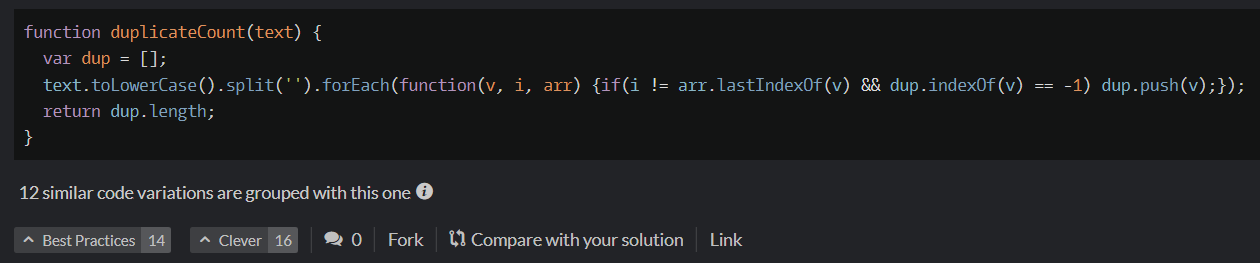 function duplicateCount(text) {
  var dup = [];
  text.toLowerCase().split('').forEach(function(v, i, arr) {if(i != arr.lastIndexOf(v) && dup.indexOf(v) == -1) dup.push(v);});
  return dup.length;
}
12 similar code variations are grouped with this one
Best Practices 14 Clever 16 0 Fork Compare with your solution Link